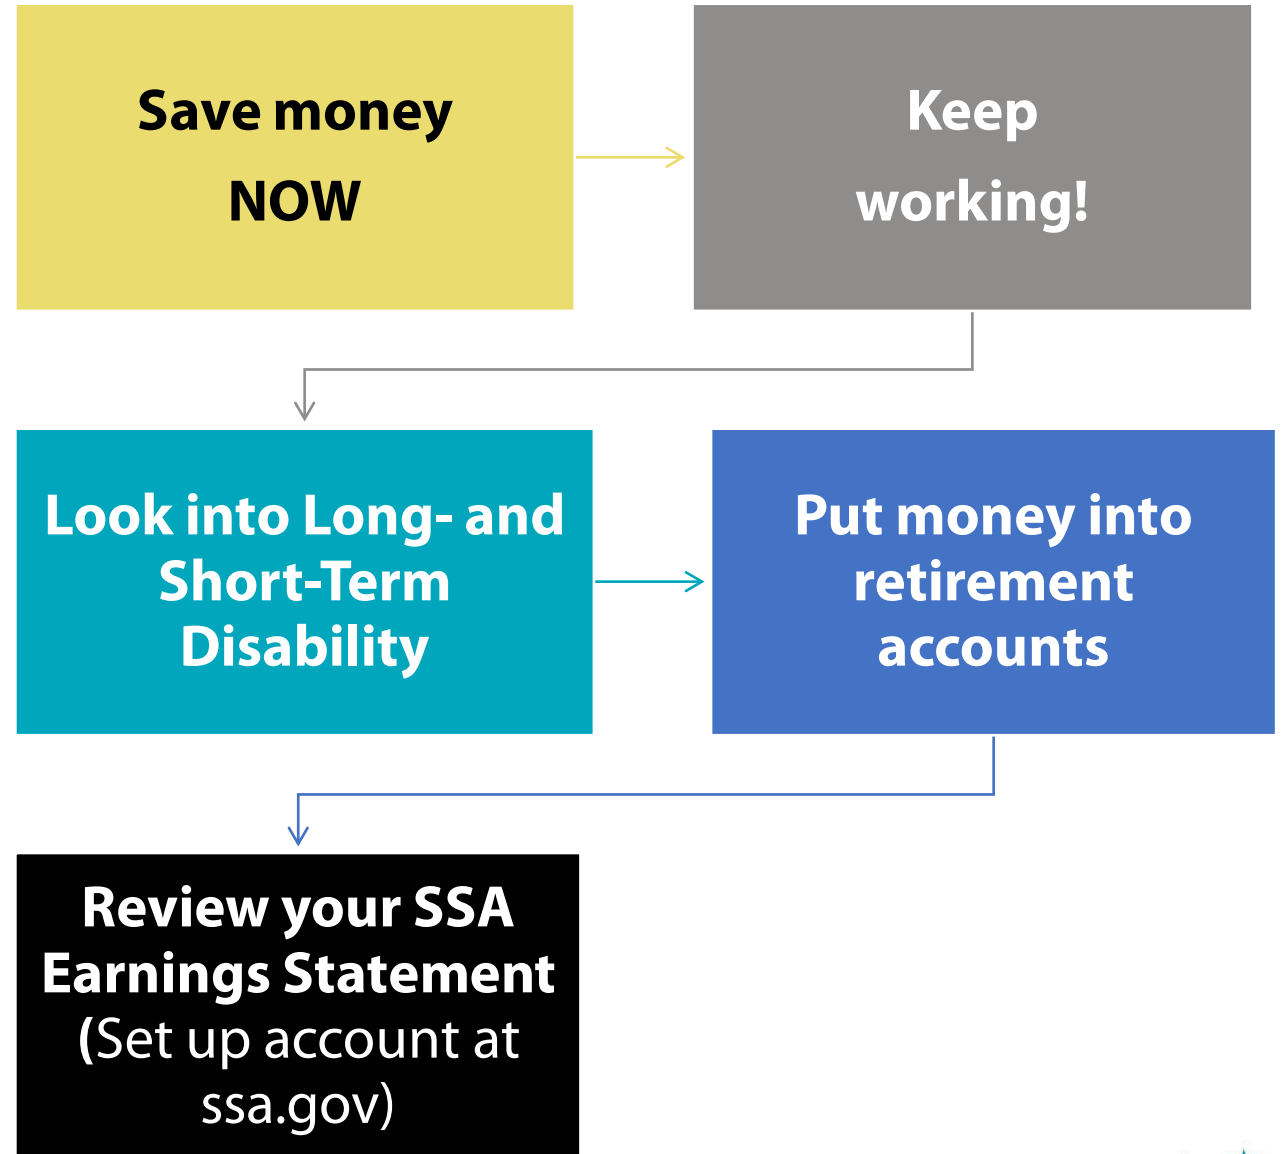 Save money
NOW
Keep
working!
Look into Long- and
Short-Term
Disability
Put money into
retirement
accounts
Review your SSA
Earnings Statement
(Set up account at
ssa.gov)